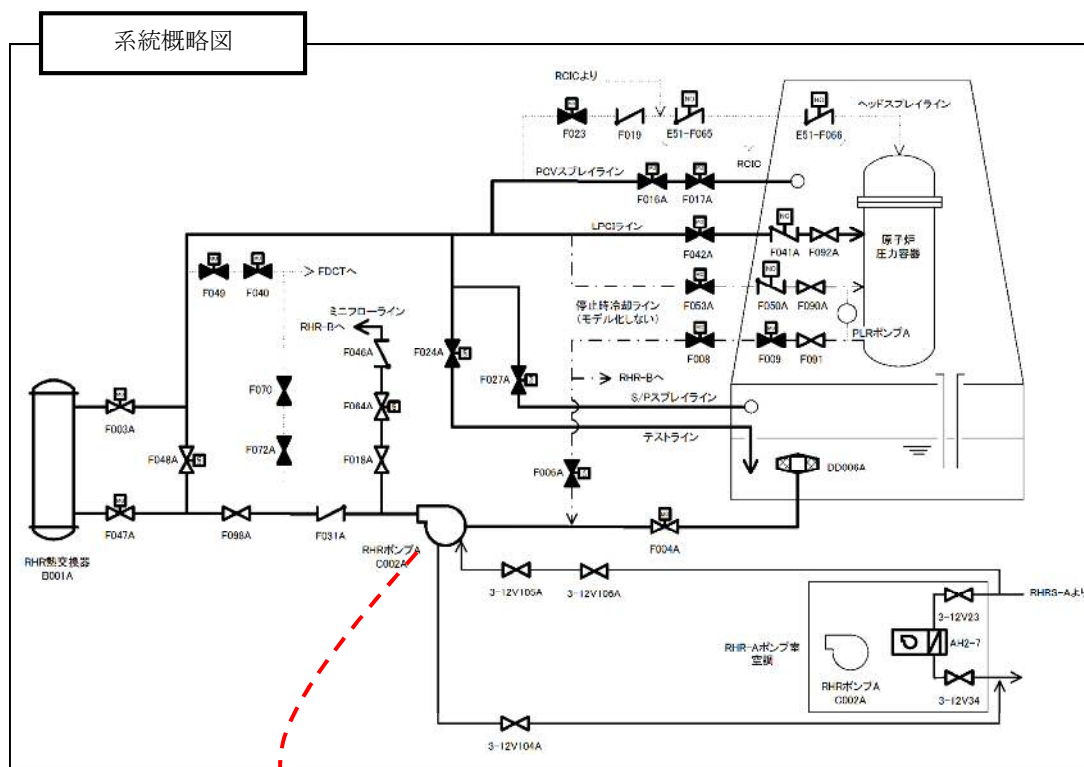 系統概略図
RCICより
ヘッドスプレイライン
F023
F019
E51-F065
E51-F066
RCIC
PCVスプレイライン
F016A
F017A
LPCIライン
F042A
F041A
F092A
原子炉
圧力容器
F049
F040
FDCTへ
ミニフローライン
RHR-Bへ
停止時冷却ライン
(モデル化しない)
F053A
F050A
F090A
PLRポンプA
F046A
F024A
F008
F009
F091
F027A
RHR-Bへ
S/Pスプレイライン
F070
F064A
F003A
テストライン
F048A
F072A
F018A
F006A
DD006A
F047A
F098A
F031A
F004A
RHR熱交換器
B001A
RHRポンプA
C002A
3-12V105A
3-12V106A
RHRS-Aより
3-12V23
RHR-Aポンプ室
空調
AH2-7
RHRポンプA
C002A
3-12V34
3-12V104A